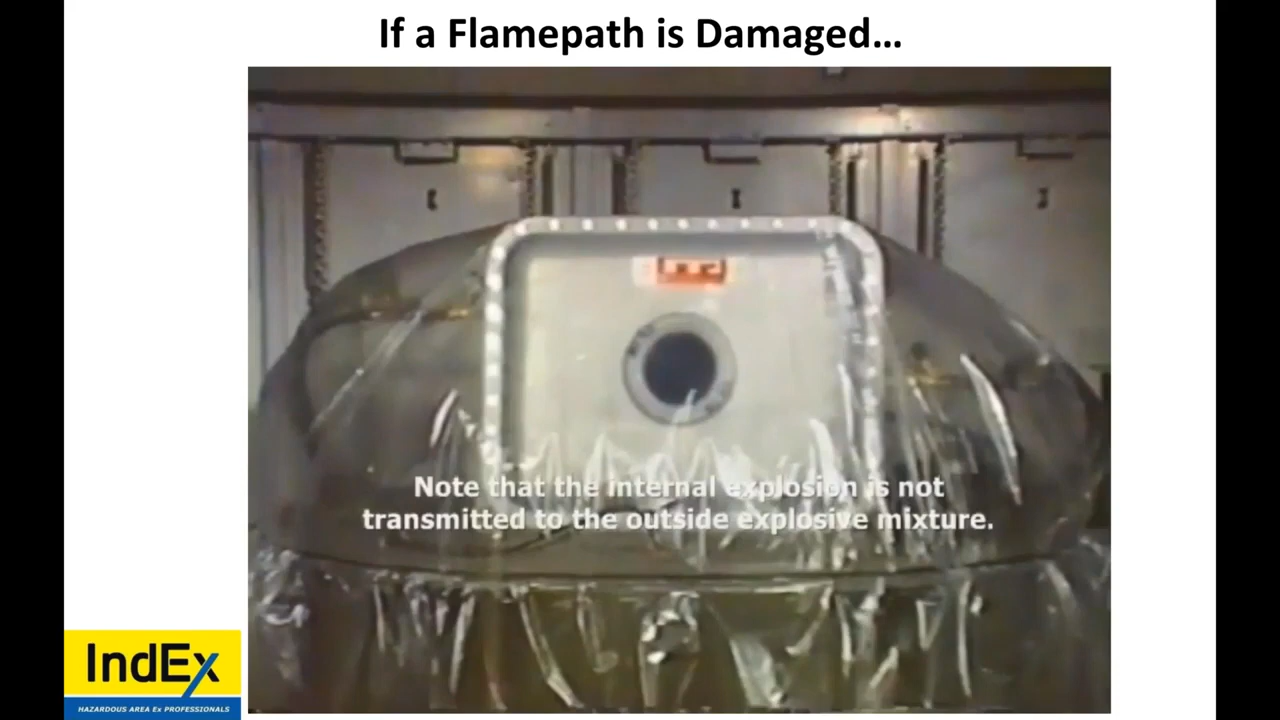 If a Flamepath is Damaged…
Note that the internal explosion is not
transmitted to the outside explosive mixture.
IndEx
HAZARDOUS AREA Ex PROFESSIONALS